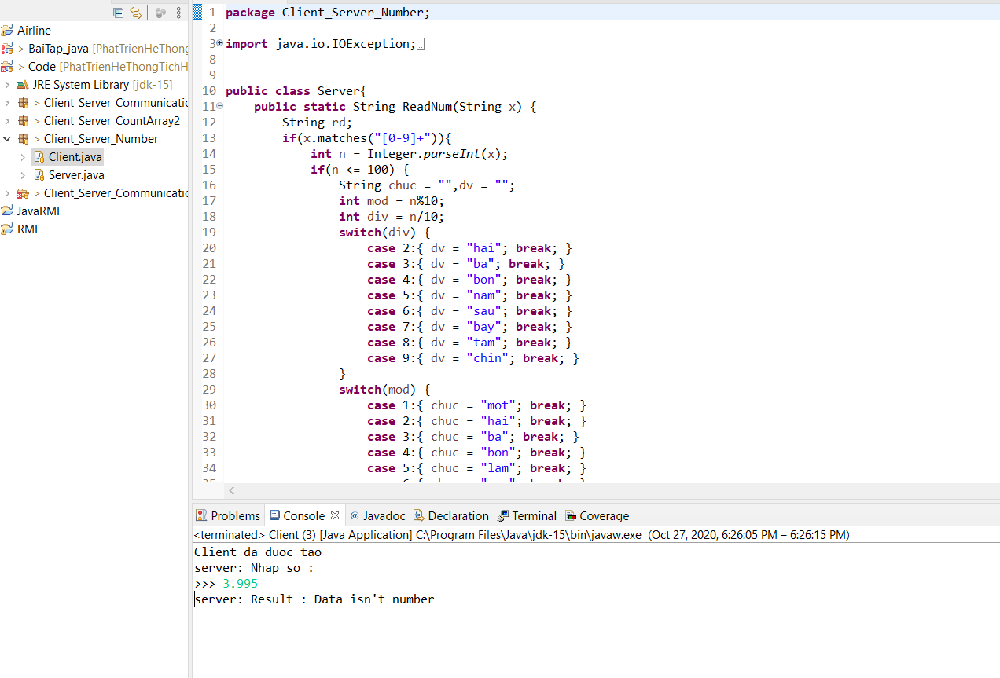 Airline
> BaiTap_java [PhatTrienHeThong
> Code [PhatTrienHeThongTichH
JRE System Library [jdk-15]
> Client_Server_Communicatio
> Client_Server_CountArray2
> Client_Server_Number
Client.java
Server.java
> Client_Server_Communicatio
JavaRMI
RMI
1 package Client_Server_Number;
2
3 import java.io.IOException;
8
9
10 public class Server{
11 public static String ReadNum(String x) {
12 String rd;
13 if(x.matches("[0-9]+")){
14 int n = Integer.parseInt(x);
15 if(n <= 100) {
16 String chuc = "",dv = "";
17 int mod = n%10;
18 int div = n/10;
19 switch(div) {
20 case 2:{ dv = "hai"; break; }
21 case 3:{ dv = "ba"; break; }
22 case 4:{ dv = "bon"; break; }
23 case 5:{ dv = "nam"; break; }
24 case 6:{ dv = "sau"; break; }
25 case 7:{ dv = "bay"; break; }
26 case 8:{ dv = "tam"; break; }
27 case 9:{ dv = "chin"; break; }
28 }
29 switch(mod) {
30 case 1:{ chuc = "mot"; break; }
31 case 2:{ chuc = "hai"; break; }
32 case 3:{ chuc = "ba"; break; }
33 case 4:{ chuc = "bon"; break; }
34 case 5:{ chuc = "lam"; break; }
Problems Console Javadoc Declaration Terminal Coverage
<terminated> Client (3) [Java Application] C:\Program Files\Java\jdk-15\bin\javaw.exe (Oct 27, 2020, 6:26:05 PM – 6:26:15 PM)
Client da duoc tao
server: Nhap so :
>>> 3.995
server: Result : Data isn't number